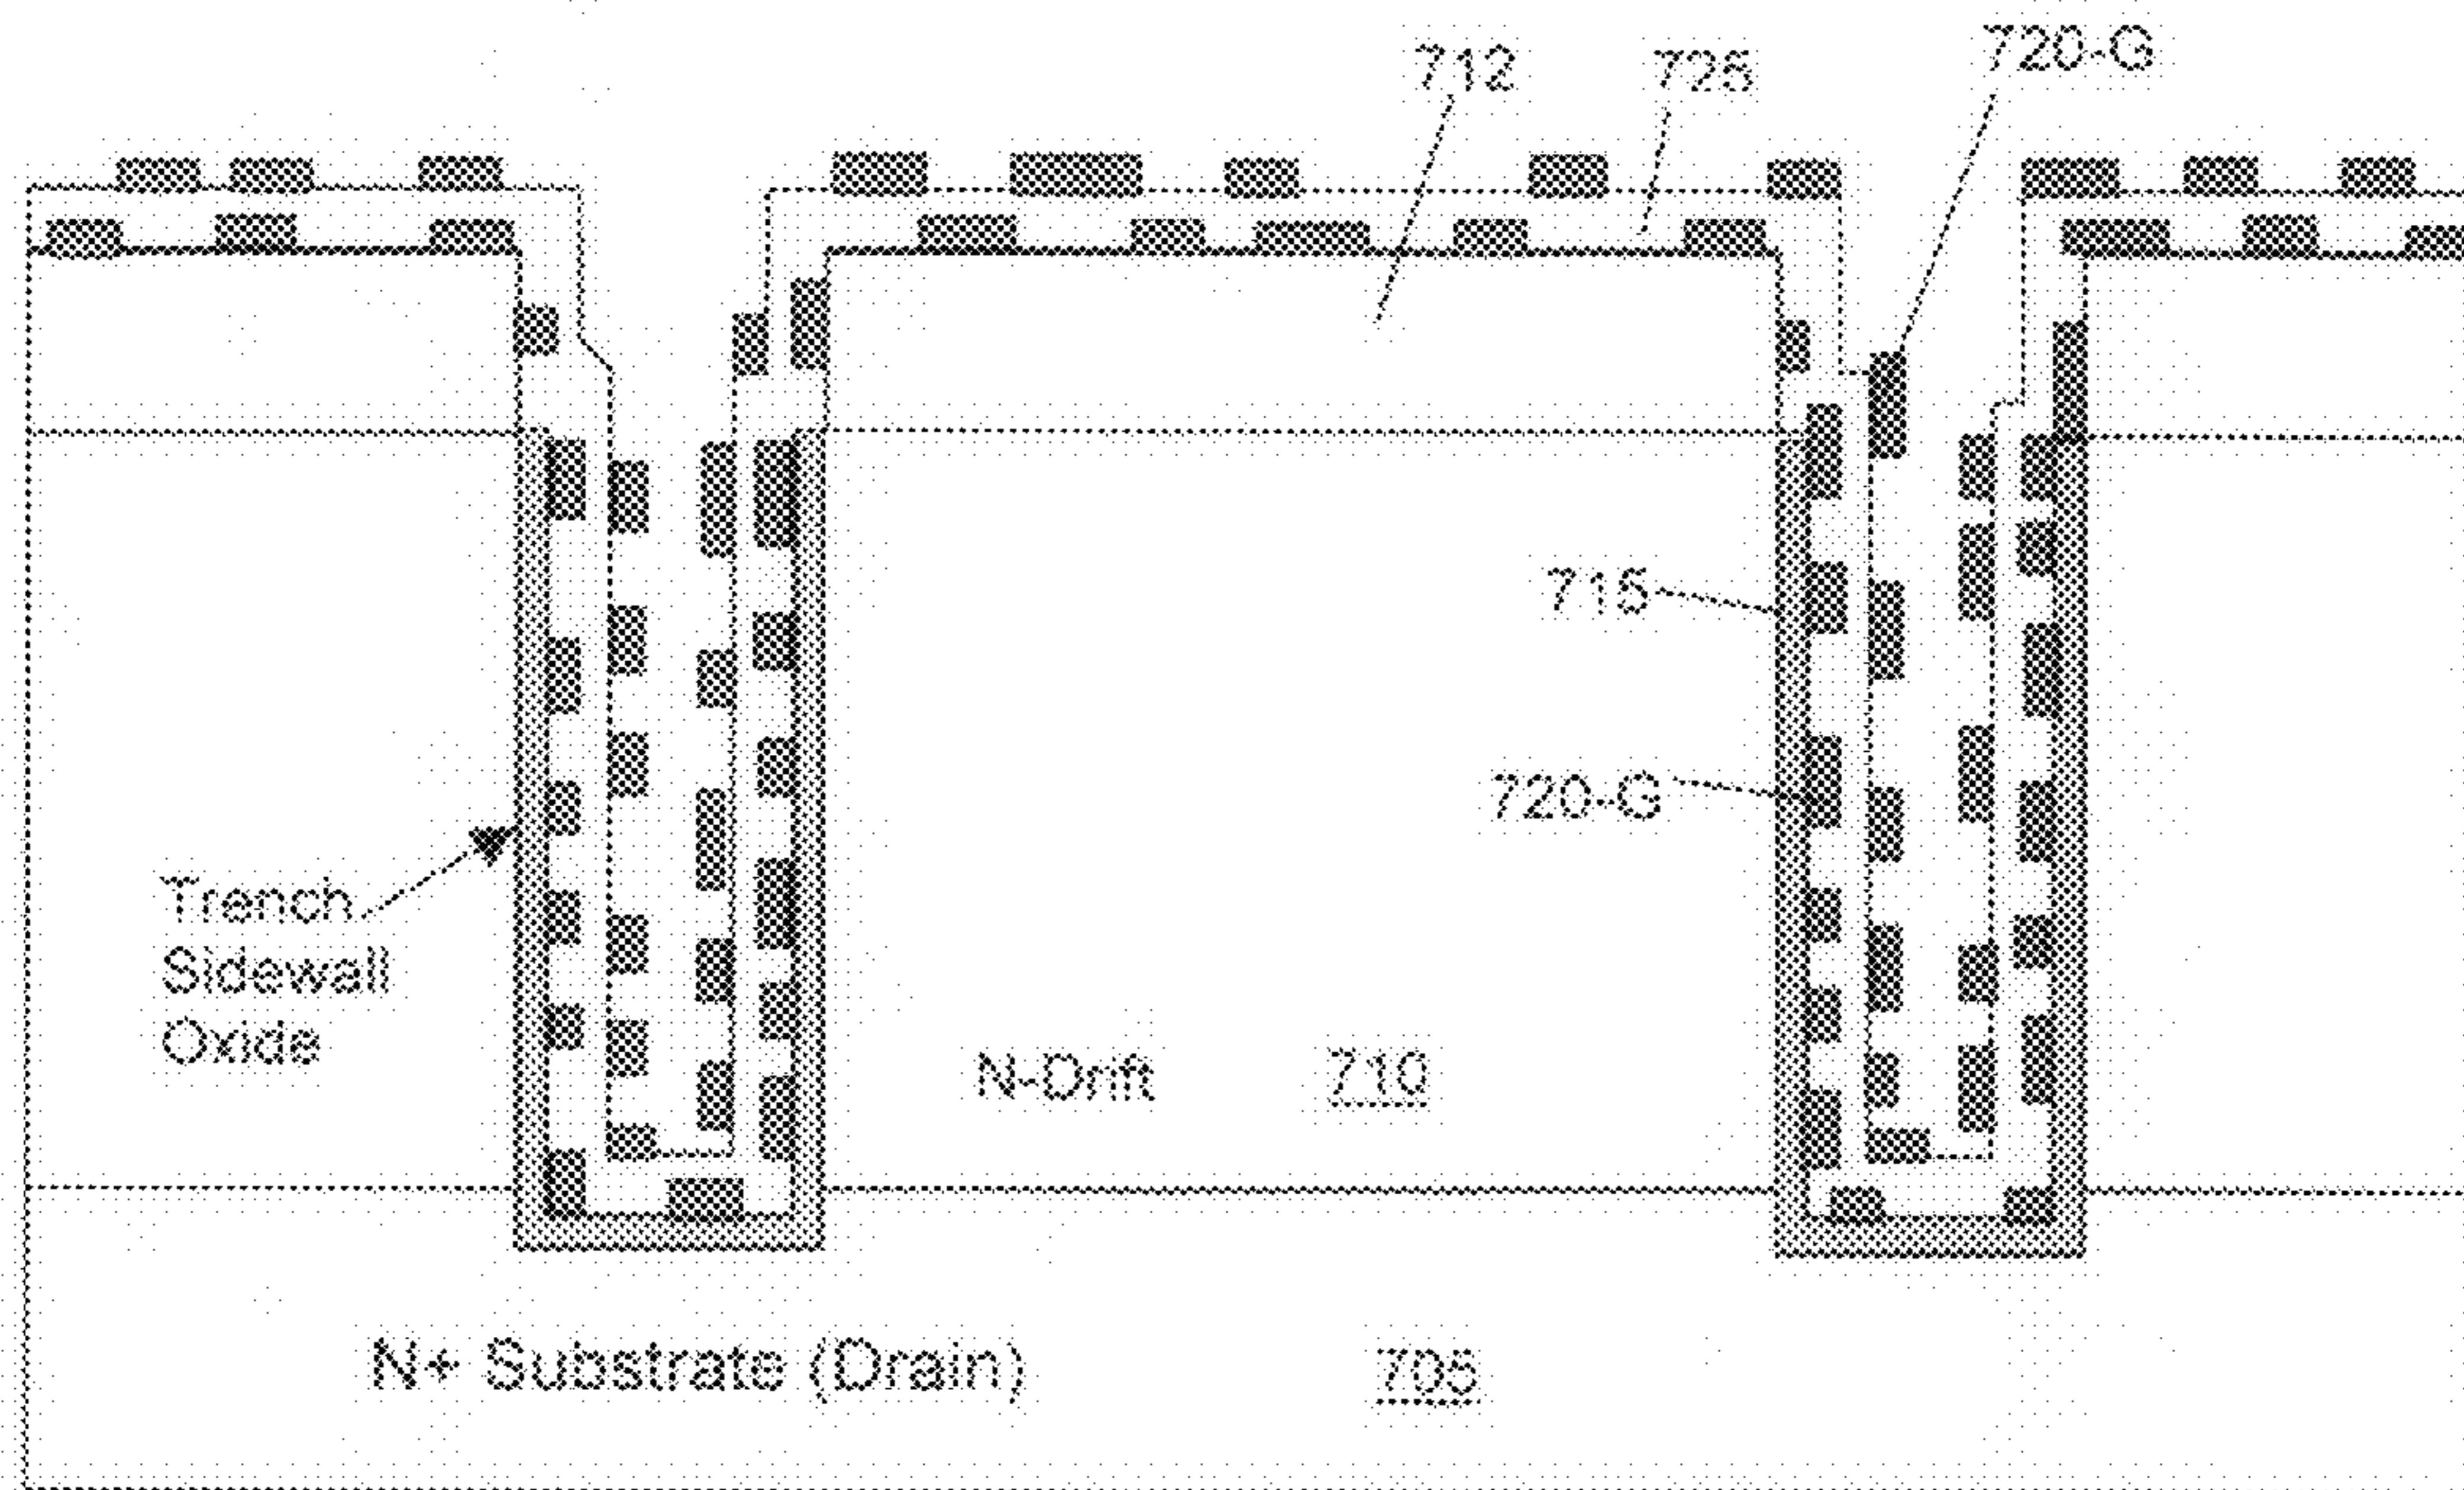 712
725
720-G
715
720-G
Trench
Sidewall
Oxide
N-Drift 710
N+ Substrate (Drain) 705